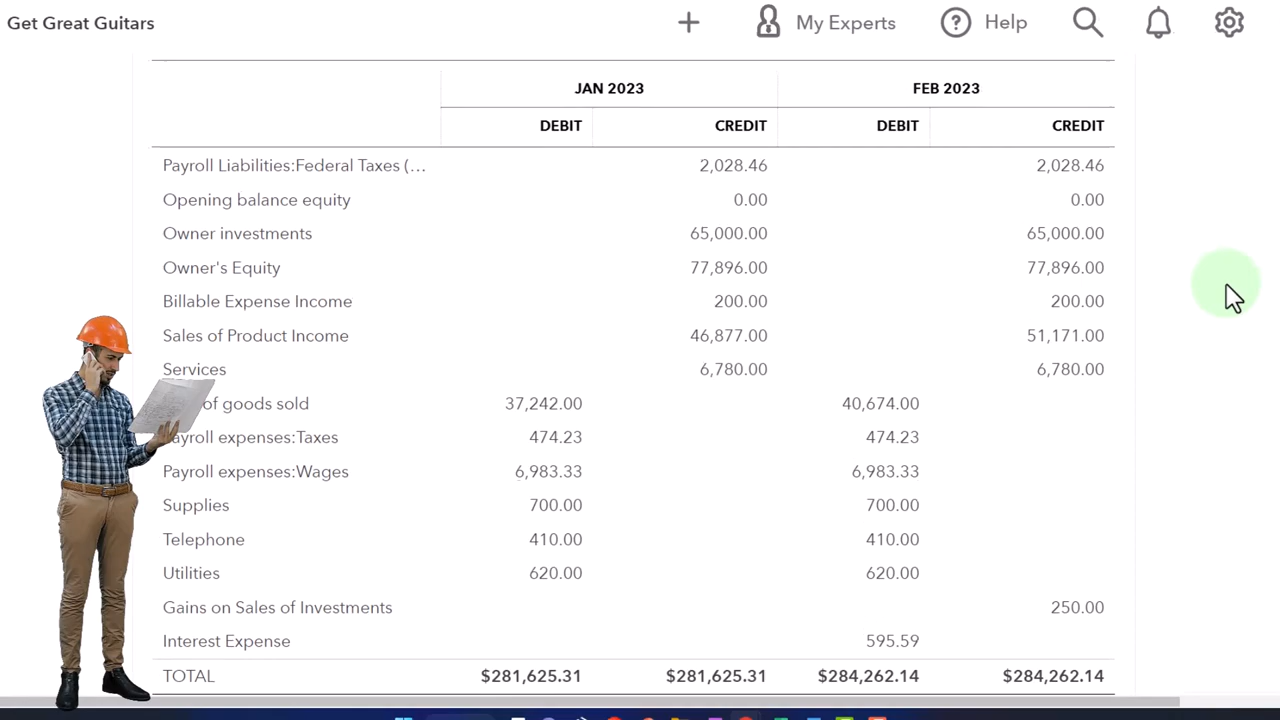 Get Great Guitars My Experts Help
JAN 2023 FEB 2023
DEBIT CREDIT DEBIT CREDIT
Payroll Liabilities:Federal Taxes (... 2,028.46 2,028.46
Opening balance equity 0.00 0.00
Owner investments 65,000.00 65,000.00
Owner's Equity 77,896.00 77,896.00
Billable Expense Income 200.00 200.00
Sales of Product Income 46,877.00 51,171.00
Services 6,780.00 6,780.00
of goods sold 37,242.00 40,674.00
Payroll expenses:Taxes 474.23 474.23
Payroll expenses:Wages 6,983.33 6,983.33
Supplies 700.00 700.00
Telephone 410.00 410.00
Utilities 620.00 620.00
Gains on Sales of Investments 250.00
Interest Expense 595.59
TOTAL $281,625.31 $281,625.31 $284,262.14 $284,262.14